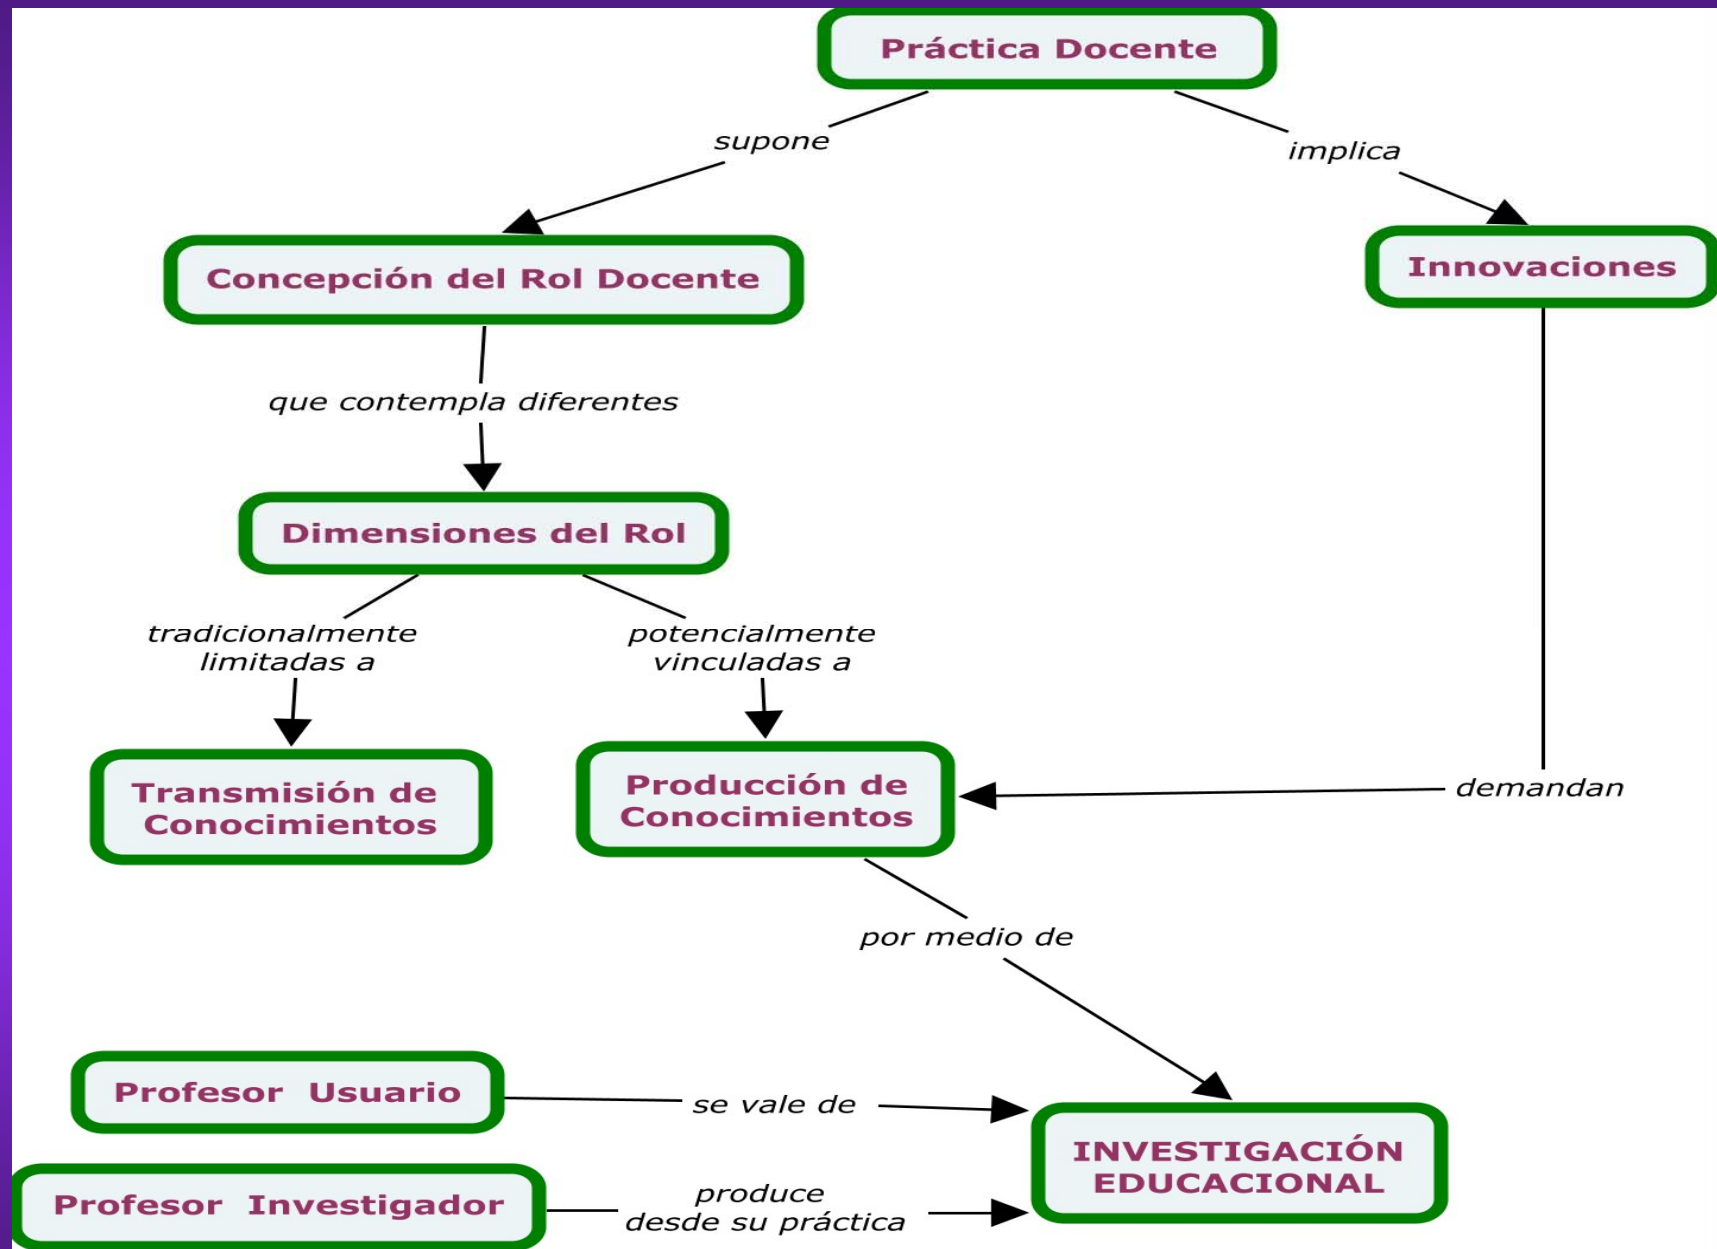 Práctica Docente
supone
implica
Concepción del Rol Docente
Innovaciones
que contempla diferentes
Dimensiones del Rol
tradicionalmente
limitadas a
potencialmente
vinculadas a
Transmisión de
Conocimientos
Producción de
Conocimientos
demandan
por medio de
Profesor Usuario
se vale de
INVESTIGACIÓN
EDUCACIONAL
Profesor Investigador
produce
desde su práctica